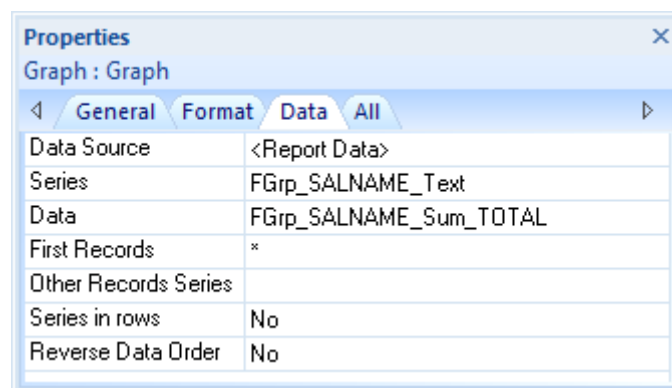 Properties
Graph : Graph
General Format Data All
Data Source <Report Data>
Series FGrp_SALNAME_Text
Data FGrp_SALNAME_Sum_TOTAL
First Records *
Other Records Series
Series in rows No
Reverse Data Order No